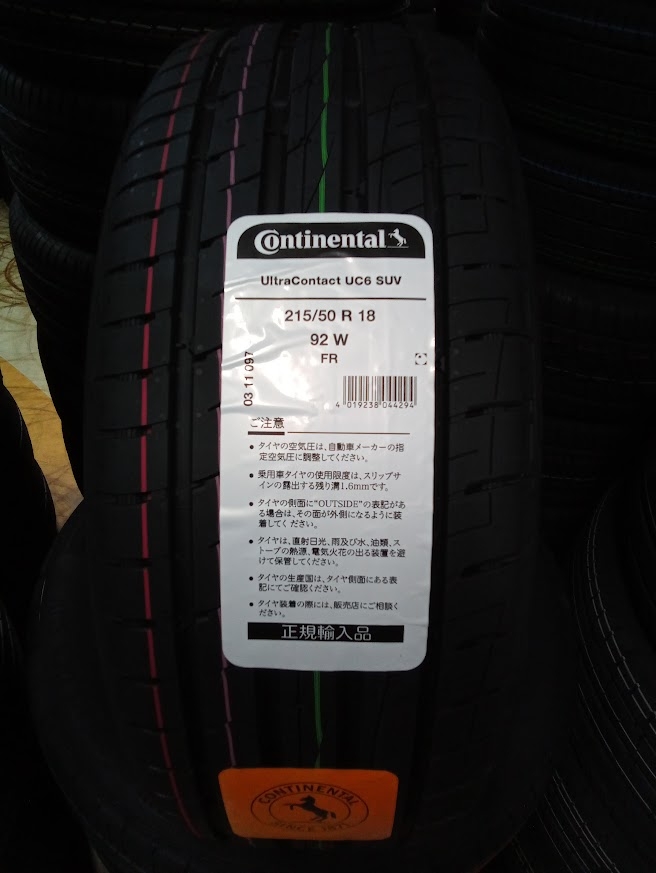 Continental
UltraContact UC6 SUV
215/50 R 18
92 W
FR
03 11 097
4 019238 044294
ご注意
● タイヤの空気圧は、自動車メーカーの指
定空気圧に調整してください。
● 乗用車タイヤの使用限度は、スリップサ
インの露出する残り溝1.6mmです。
● タイヤの側面に"OUTSIDE"の表記があ
る場合は、その面が外側になるように装
着してください。
● タイヤは、直射日光、雨及び水、油類、ス
トーブの熱源、電気火花の出る装置を避
けて保管してください。
● タイヤの生産国は、タイヤ側面にある表
記にてご確認ください。
● タイヤ装着の際には、販売店にご相談く
ださい。
正規輸入品
CONTINENTAL
SINCE 1871